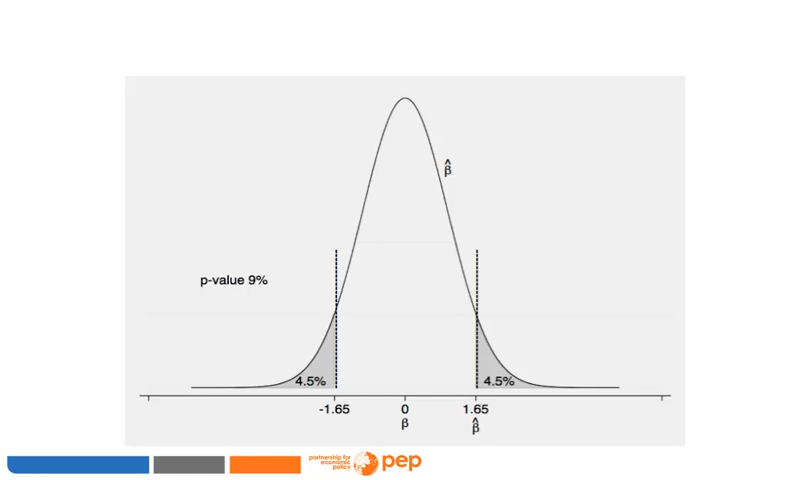 β̂
p-value 9%
4.5%
4.5%
-1.65
0
1.65
β
β̂
partnership for
economic
policy
pep